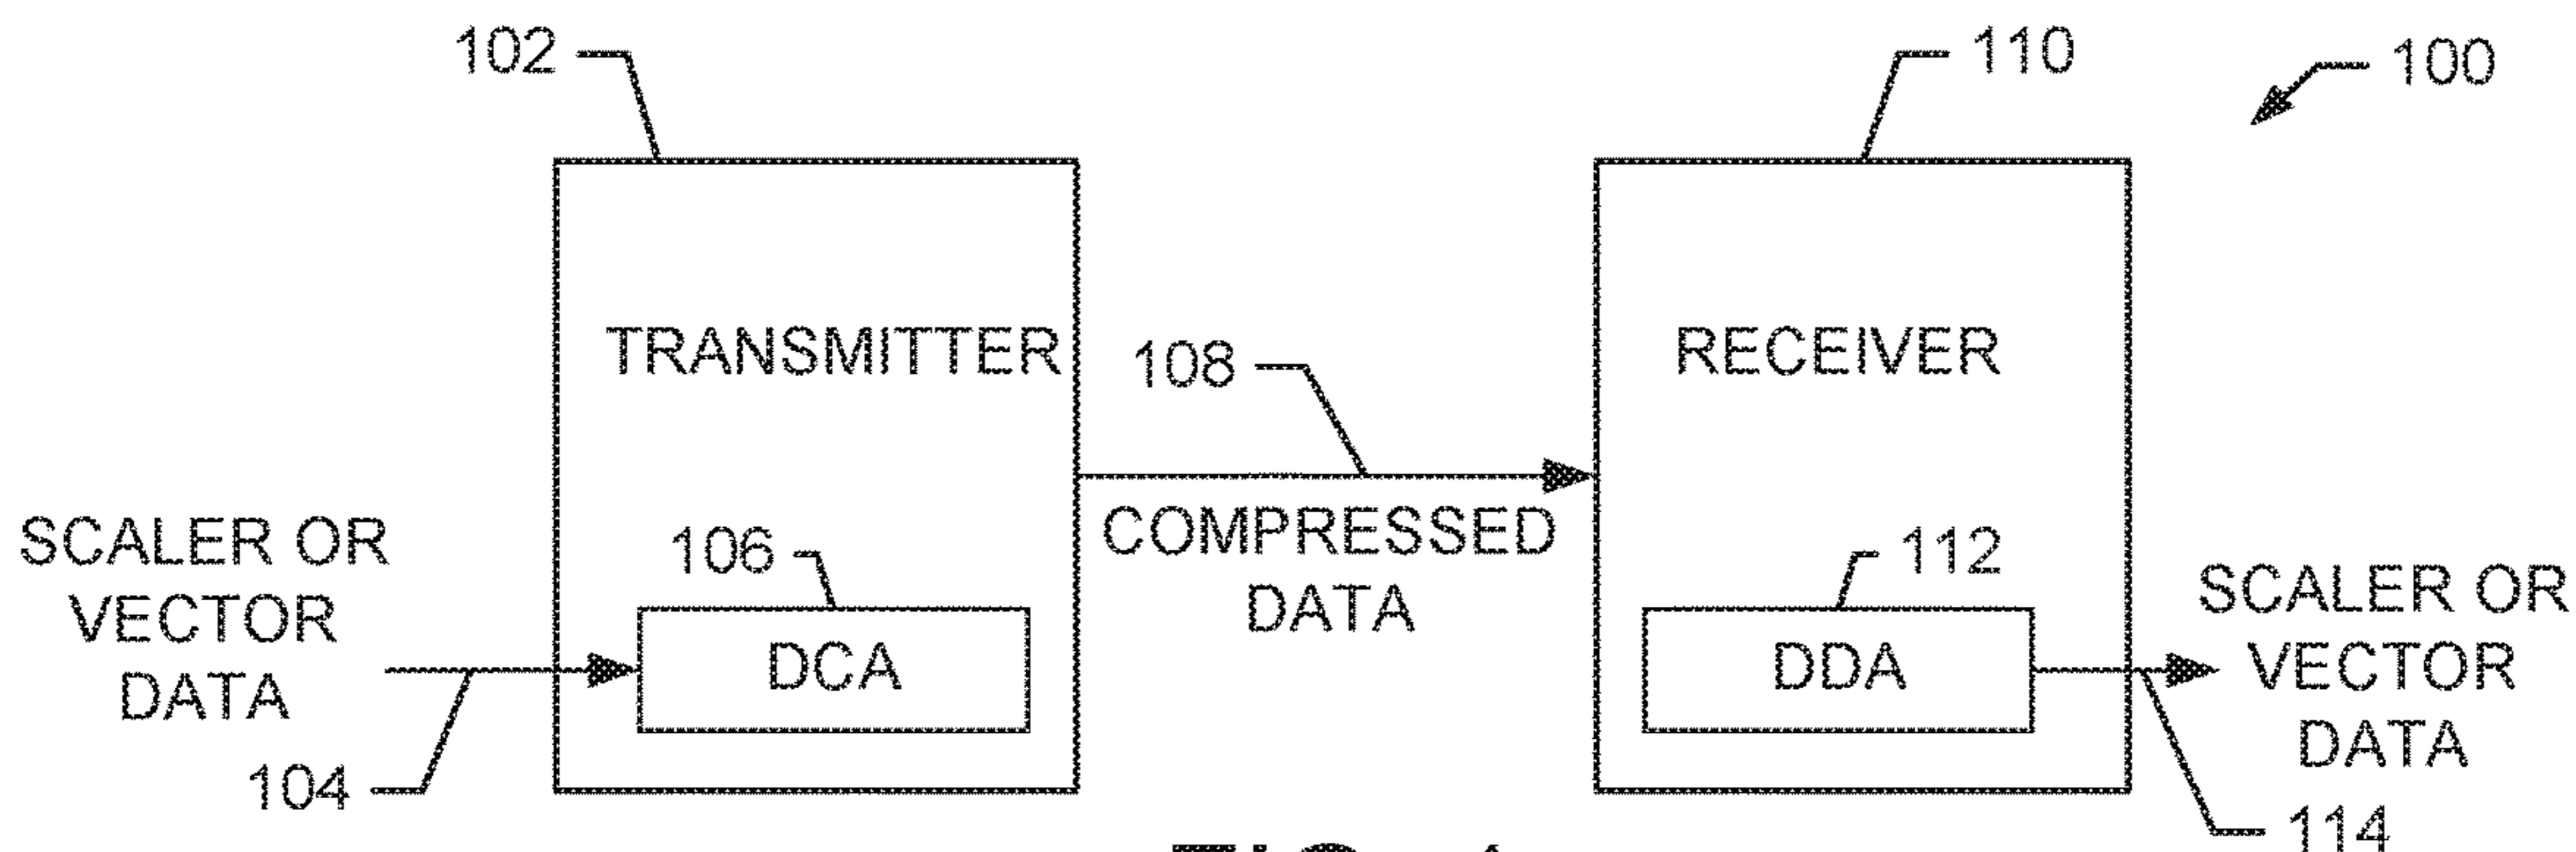 102
110
100
TRANSMITTER
108
RECEIVER
SCALER OR
VECTOR
DATA
106
COMPRESSED
DATA
112
SCALER OR
VECTOR
DATA
DCA
DDA
104
114